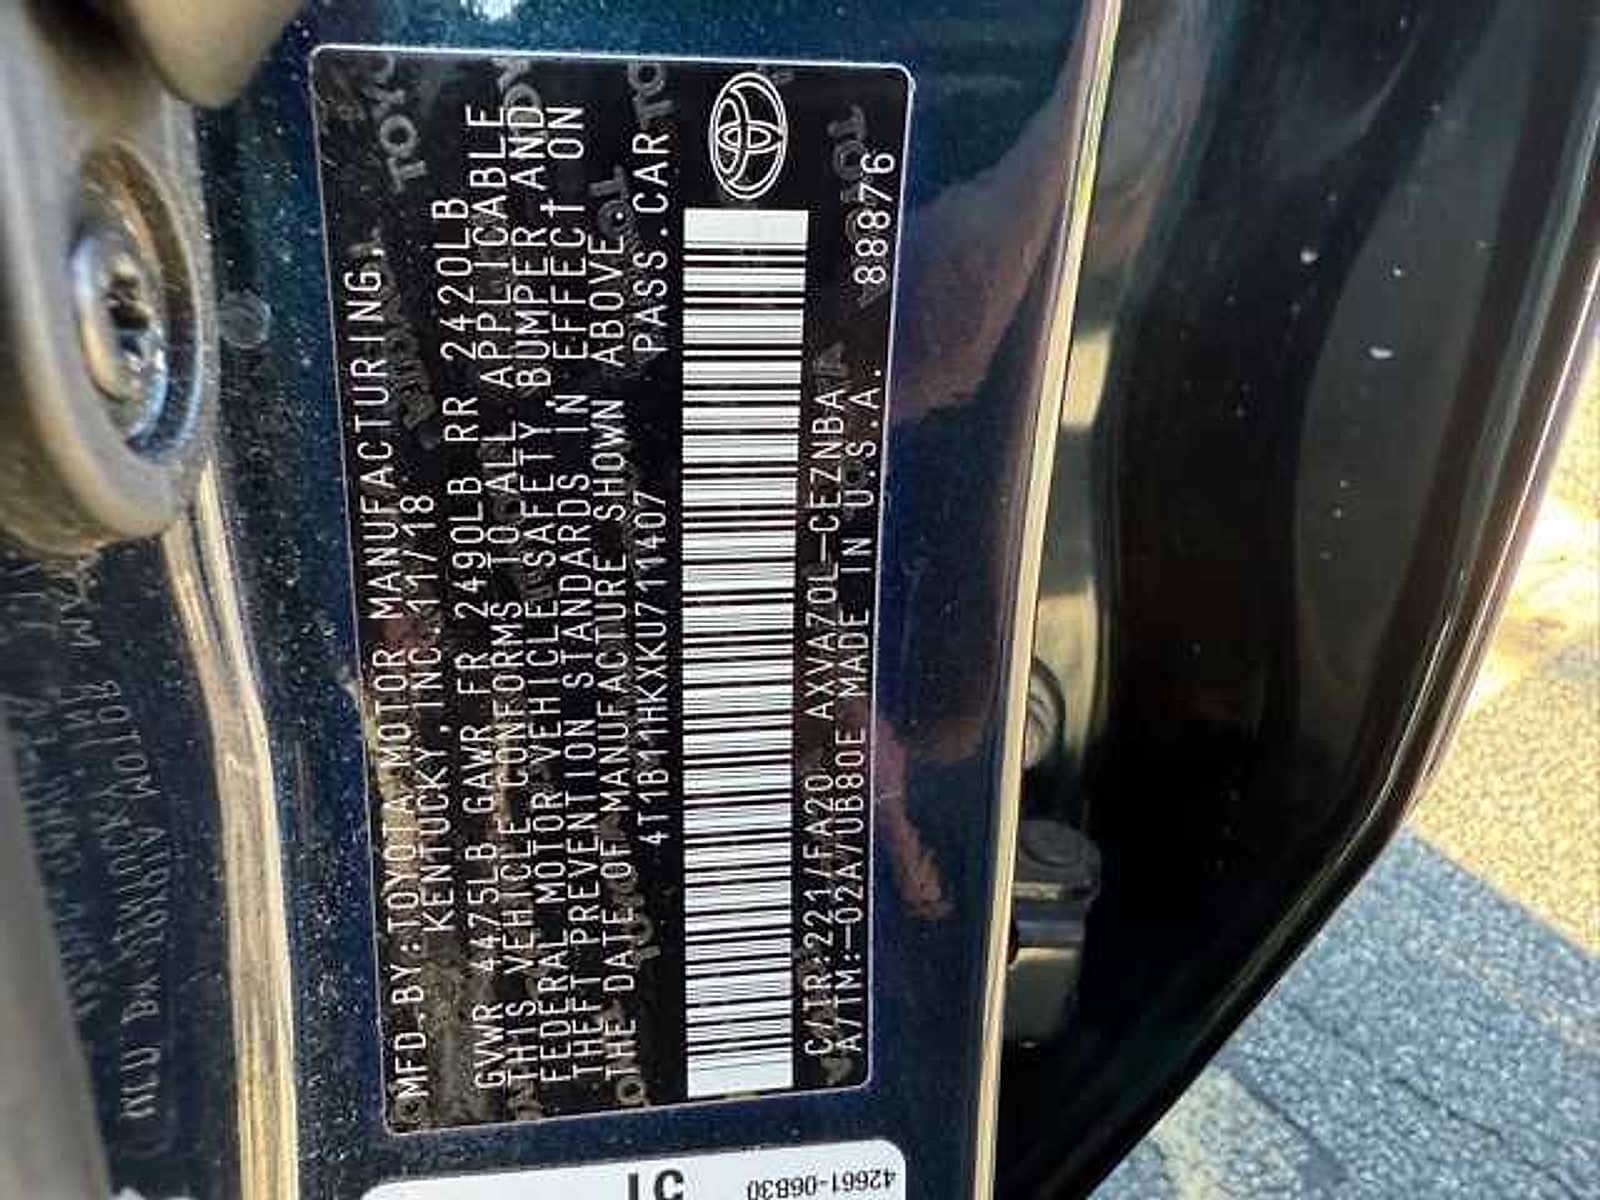 MFD.BY:TOYOTA MOTOR MANUFACTURING,
KENTUCKY, INC. 11/18
GVWR 4475LB GAWR FR 2490LB RR 2420LB
THIS VEHICLE CONFORMS TO ALL APPLICABLE
FEDERAL MOTOR VEHICLE SAFETY, BUMPER AND
THEFT PREVENTION STANDARDS IN EFFECT ON
THE DATE OF MANUFACTURE SHOWN ABOVE.
4T1B11HKXKU711407 PASS.CAR
C/TR:221/FA20 AXVA70L-CEZNBA
A/TM:-02A/UB80E MADE IN U.S.A. 88876
42661-06B30